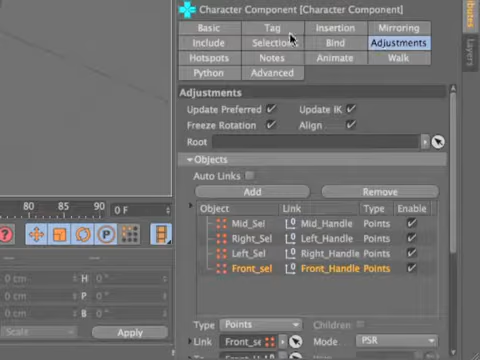 Character Component [Character Component]
Basic Tag Insertion Mirroring
Include Selection Bind Adjustments
Hotspots Notes Animate Walk
Python Advanced
Adjustments
Update Preferred Update IK
Freeze Rotation Align
Root
Objects
Auto Links
Add Remove
Object Link Type Enable
Mid_Sel Mid_Handle Points
Right_Sel Left_Handle Points
Left_Sel Right_Handle Points
Front_sel Front_Handle Points
Type Points Children
Link Front_se Mode PSR
80 85 90 0 F
0 cm H 0 °
0 cm P 0 °
0 cm B 0 °
Scale Apply
Layers